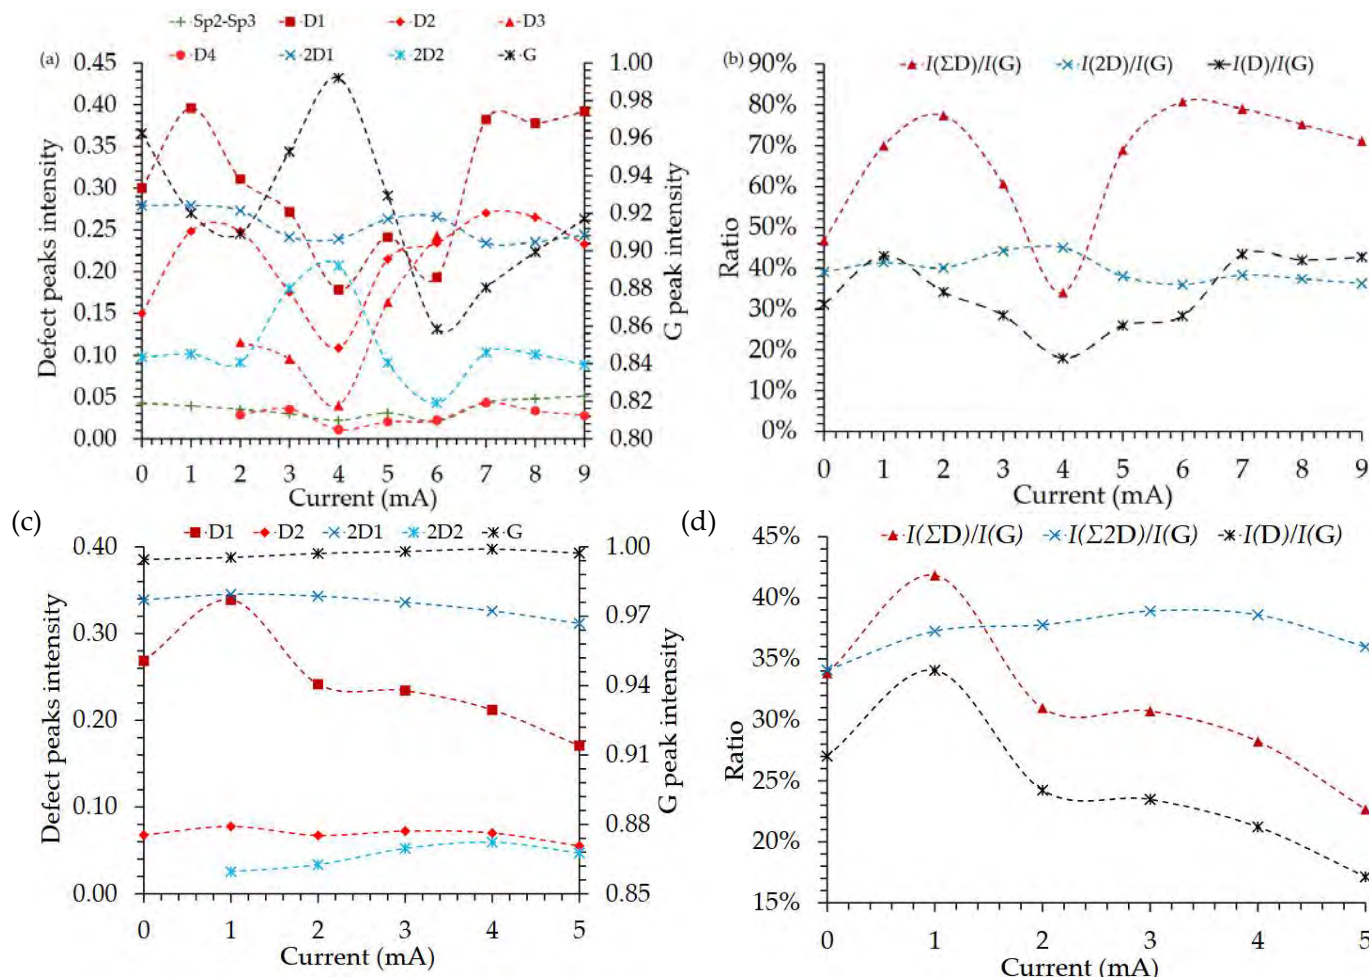 Sp2-Sp3 D1 D2 D3
D4 2D1 2D2 G
(a)
0.45
0.40
0.35
0.30
0.25
0.20
0.15
0.10
0.05
0.00
Defect peaks intensity
1.00
0.98
0.96
0.94
0.92
0.90
0.88
0.86
0.84
0.82
0.80
G peak intensity
0 1 2 3 4 5 6 7 8 9
Current (mA)
(b)
I(ΣD)/I(G) I(2D)/I(G) I(D)/I(G)
90%
80%
70%
60%
50%
40%
30%
20%
10%
0%
Ratio
0 1 2 3 4 5 6 7 8 9
Current (mA)
(c)
D1 D2 2D1 2D2 G
0.40
0.30
0.20
0.10
0.00
Defect peaks intensity
1.00
0.97
0.94
0.91
0.88
0.85
G peak intensity
0 1 2 3 4 5
Current (mA)
(d)
I(ΣD)/I(G) I(Σ2D)/I(G) I(D)/I(G)
45%
40%
35%
30%
25%
20%
15%
Ratio
0 1 2 3 4 5
Current (mA)